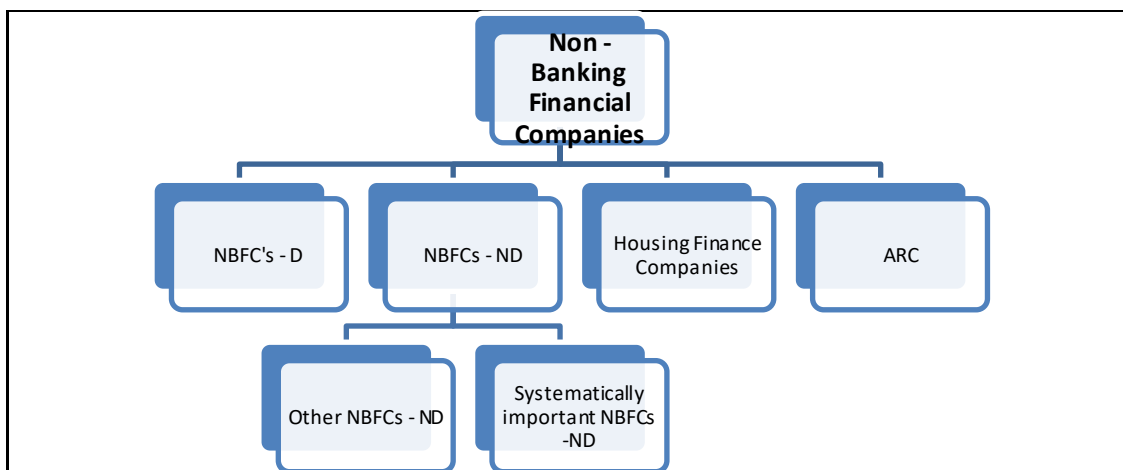 Non -
Banking
Financial
Companies
NBFC's - D
NBFCs - ND
Housing Finance
Companies
ARC
Other NBFCs - ND
Systematically
important NBFCs
-ND